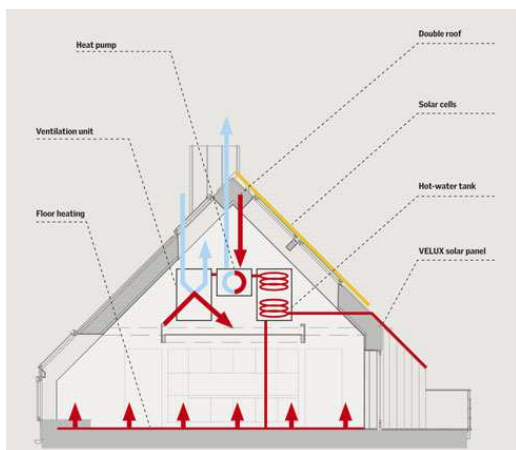 Heat pump
Double roof
Solar cells
Ventilation unit
Hot-water tank
Floor heating
VELUX solar panel